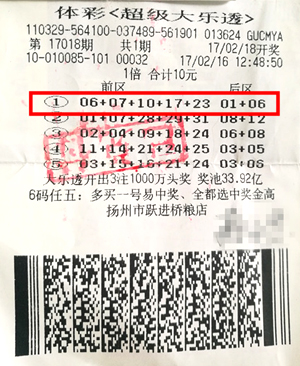 体彩<超级大乐透>
110329-564100-037489-561901 013624 GUCMYA
第 17018期 共1期 17/02/18开奖
10-010085-101 00032 17/02/16 12:48:50
1倍 合计10元
前区 后区
① 06+07+10+17+23 01+06
② 01+07+28+29+31 08+12
③ 02+04+09+18+24 06+08
④ 11+14+21+24+25 03+05
⑤ 03+15+16+21+24 03+06
大乐透开出3注1000万头奖 奖池33.92亿
6码任五：多买一号易中奖、全都选中奖金高
扬州市跃进桥粮店